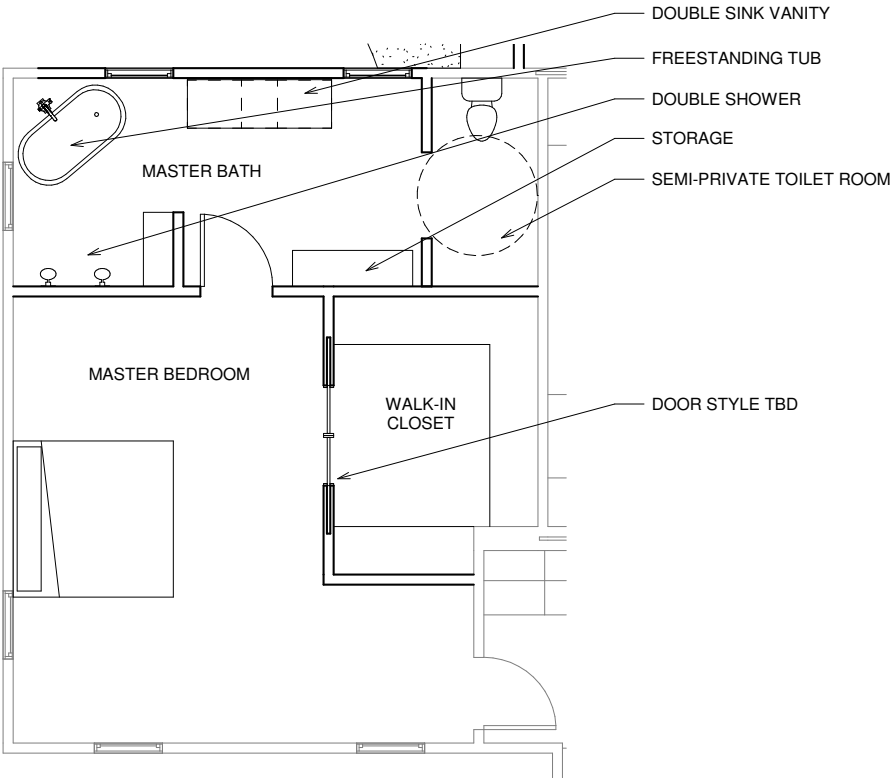 DOUBLE SINK VANITY
FREESTANDING TUB
DOUBLE SHOWER
STORAGE
MASTER BATH
SEMI-PRIVATE TOILET ROOM
MASTER BEDROOM
WALK-IN
CLOSET
DOOR STYLE TBD